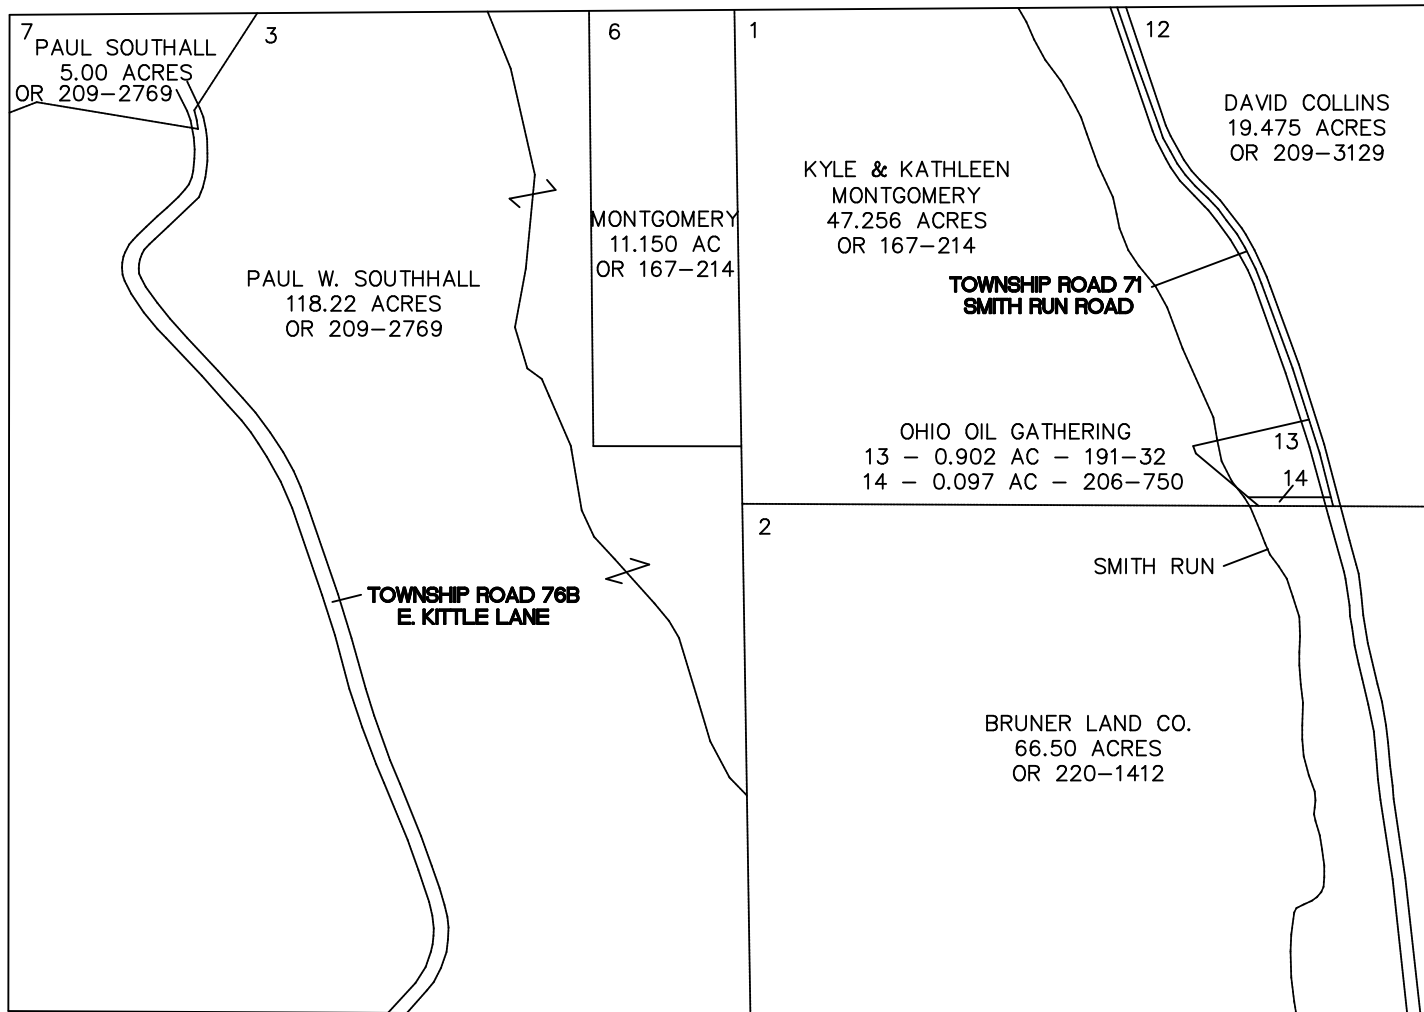 7
PAUL SOUTHALL
5.00 ACRES
OR 209-2769
3
6
MONTGOMERY
11.150 AC
OR 167-214
PAUL W. SOUTHHALL
118.22 ACRES
OR 209-2769
TOWNSHIP ROAD 76B
E. KITTLE LANE
1
KYLE & KATHLEEN
MONTGOMERY
47.256 ACRES
OR 167-214
12
DAVID COLLINS
19.475 ACRES
OR 209-3129
TOWNSHIP ROAD 71
SMITH RUN ROAD
OHIO OIL GATHERING
13 - 0.902 AC - 191-32
14 - 0.097 AC - 206-750
13
14
2
SMITH RUN
BRUNER LAND CO.
66.50 ACRES
OR 220-1412